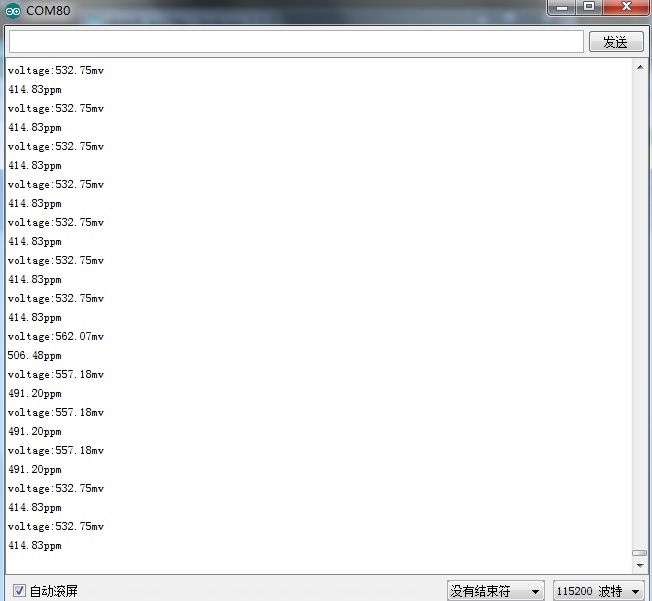 COM80
发送
voltage:532.75mv
414.83ppm
voltage:532.75mv
414.83ppm
voltage:532.75mv
414.83ppm
voltage:532.75mv
414.83ppm
voltage:532.75mv
414.83ppm
voltage:532.75mv
414.83ppm
voltage:532.75mv
414.83ppm
voltage:562.07mv
506.48ppm
voltage:557.18mv
491.20ppm
voltage:557.18mv
491.20ppm
voltage:557.18mv
491.20ppm
voltage:532.75mv
414.83ppm
voltage:532.75mv
414.83ppm
自动滚屏 没有结束符 115200 波特